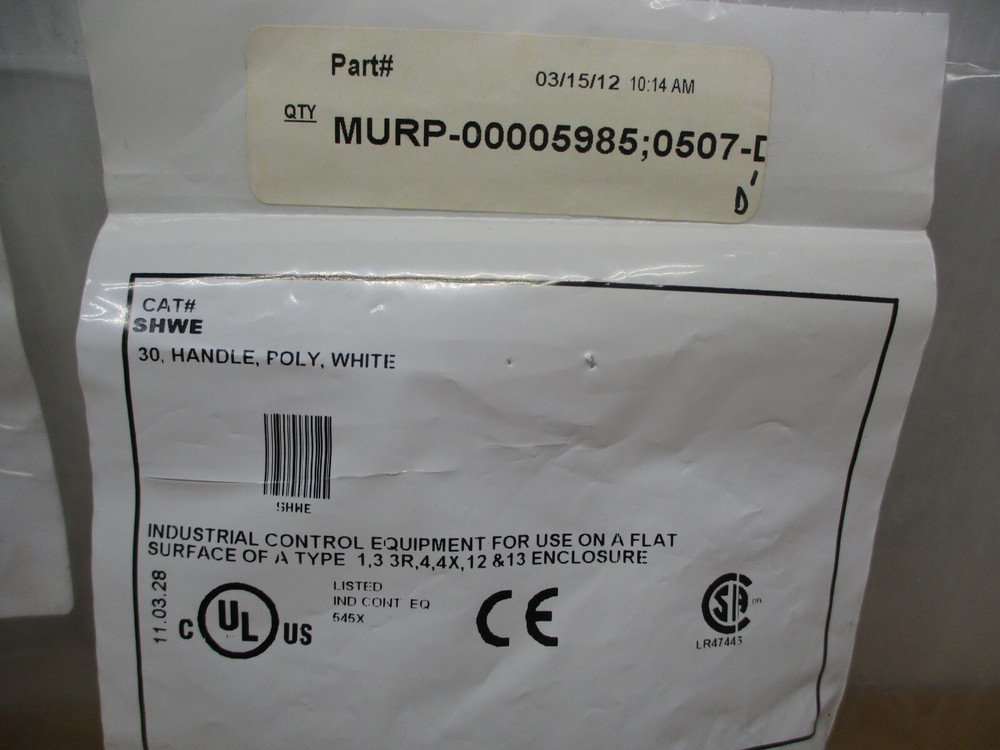 Part#
03/15/12 10:14 AM
QTY
MURP-00005985;0507-D
D
CAT#
SHWE
30, HANDLE, POLY, WHITE
SHWE
INDUSTRIAL CONTROL EQUIPMENT FOR USE ON A FLAT
SURFACE OF A TYPE 1,3 3R,4,4X,12 &13 ENCLOSURE
11.03.28
C UL US
LISTED
IND CONT EQ
545X
CE
SA
LR47443